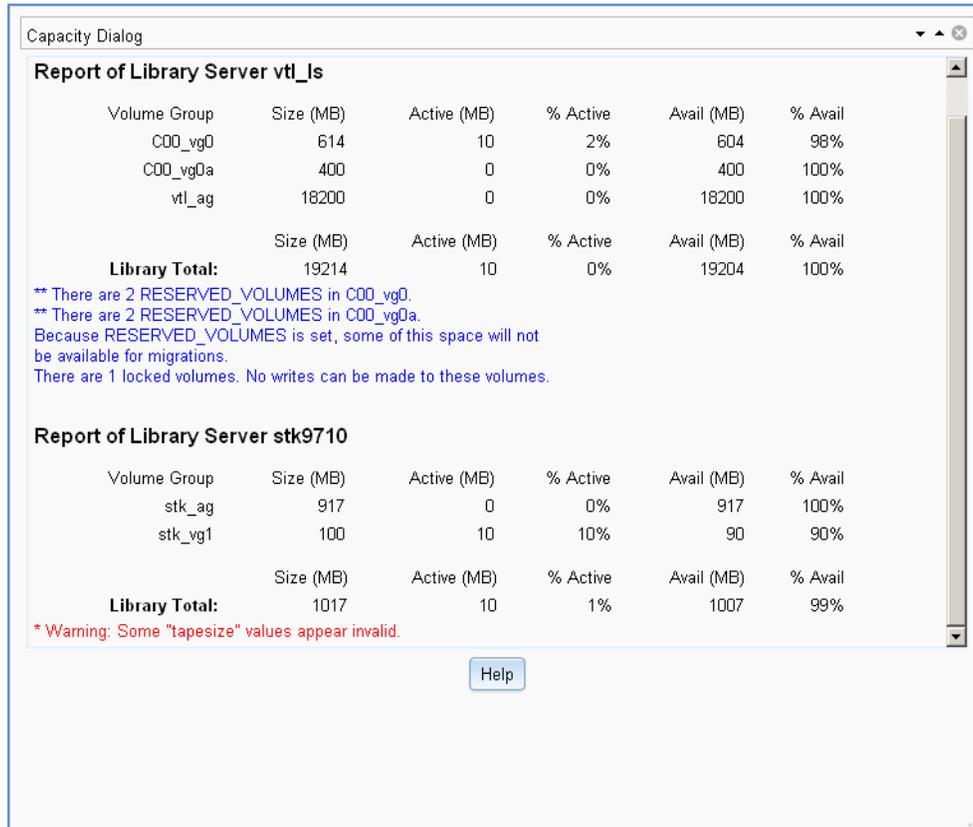 Capacity Dialog
Report of Library Server vtl_ls
Volume Group Size (MB) Active (MB) % Active Avail (MB) % Avail
C00_vg0 614 10 2% 604 98%
C00_vg0a 400 0 0% 400 100%
vtl_ag 18200 0 0% 18200 100%
Size (MB) Active (MB) % Active Avail (MB) % Avail
Library Total: 19214 10 0% 19204 100%
** There are 2 RESERVED_VOLUMES in C00_vg0.
** There are 2 RESERVED_VOLUMES in C00_vg0a.
Because RESERVED_VOLUMES is set, some of this space will not
be available for migrations.
There are 1 locked volumes. No writes can be made to these volumes.
Report of Library Server stk9710
Volume Group Size (MB) Active (MB) % Active Avail (MB) % Avail
stk_ag 917 0 0% 917 100%
stk_vg1 100 10 10% 90 90%
Size (MB) Active (MB) % Active Avail (MB) % Avail
Library Total: 1017 10 1% 1007 99%
* Warning: Some "tapesize" values appear invalid.
Help